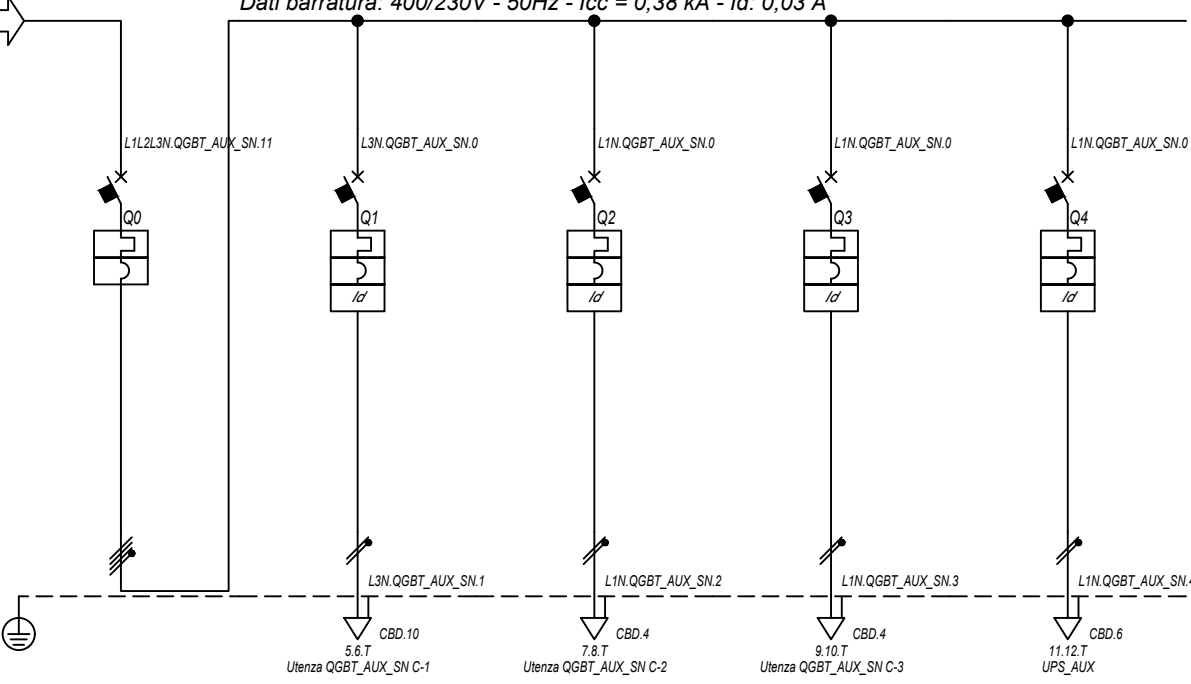 Dati barratura: 400/230V - 50Hz - Icc = 0,38 kA - Id: 0,03 A
L1L2L3N.QGBT_AUX_SN.11
L3N.QGBT_AUX_SN.0
L1N.QGBT_AUX_SN.0
L1N.QGBT_AUX_SN.0
L1N.QGBT_AUX_SN.0
Q0
Q1
Q2
Q3
Q4
Id
Id
Id
Id
L3N.QGBT_AUX_SN.1
L1N.QGBT_AUX_SN.2
L1N.QGBT_AUX_SN.3
L1N.QGBT_AUX_SN.4
CBD.10
CBD.4
CBD.4
CBD.6
5.6.T
7.8.T
9.10.T
11.12.T
Utenza QGBT_AUX_SN C-1
Utenza QGBT_AUX_SN C-2
Utenza QGBT_AUX_SN C-3
UPS_AUX